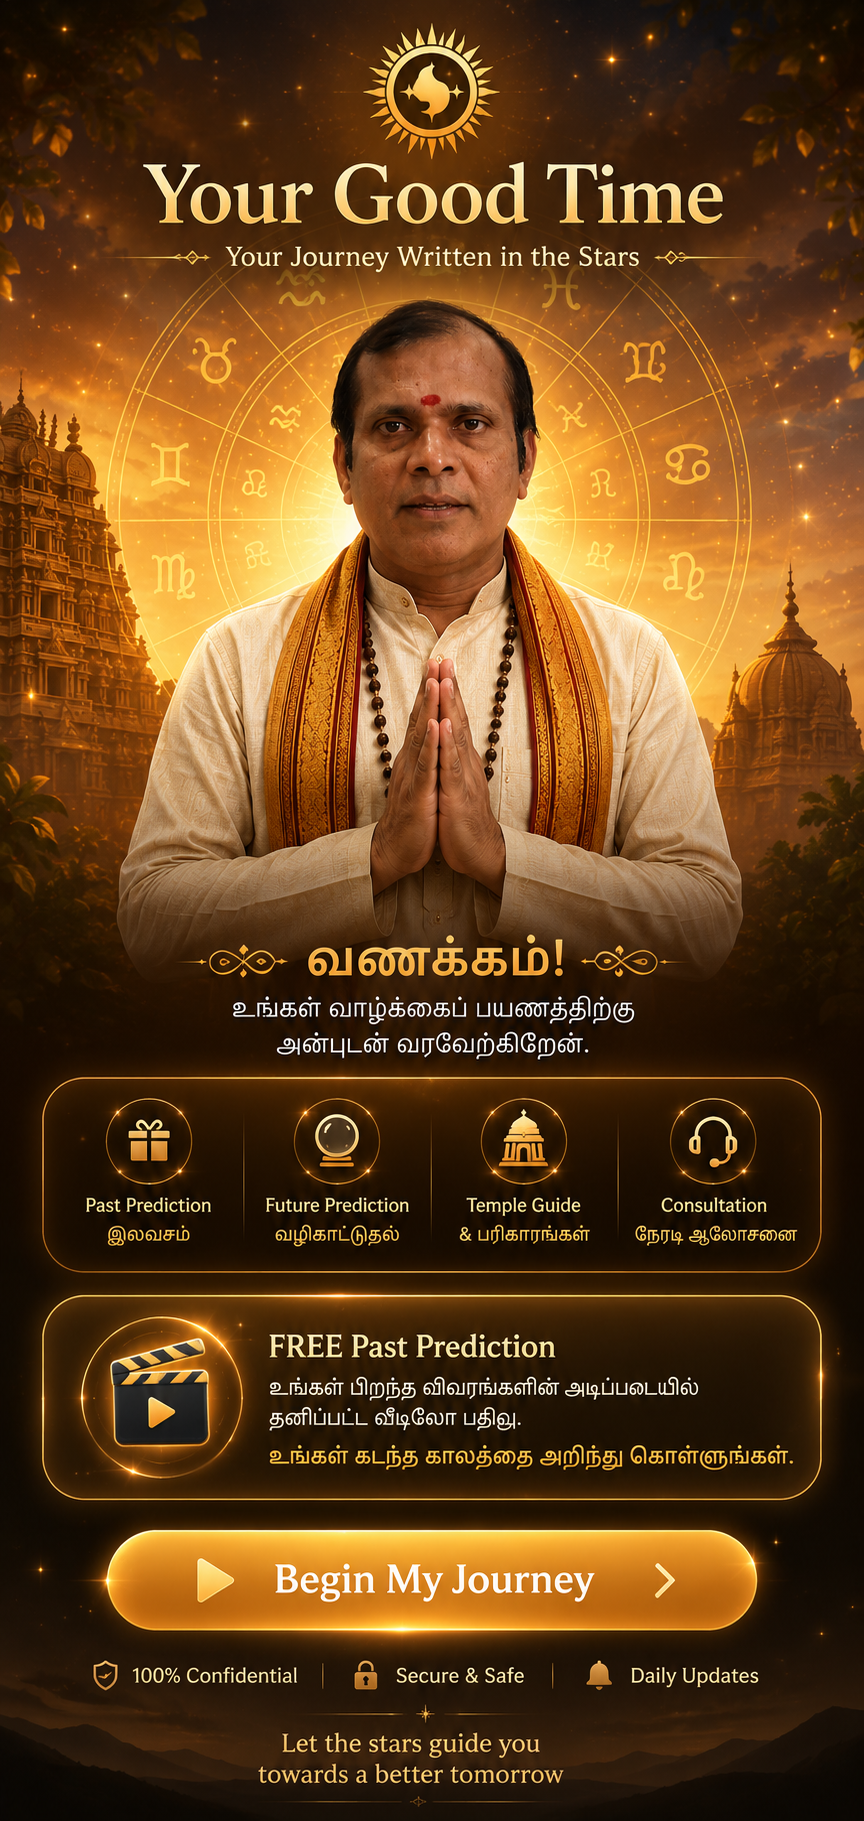 Your Good Time
Your Journey Written in the Stars
வணக்கம்!
உங்கள் வாழ்க்கைப் பயணத்திற்கு
அன்புடன் வரவேற்கிறேன்.
Past Prediction
இலவசம்
Future Prediction
வழிகாட்டுதல்
Temple Guide
& பரிகாரங்கள்
Consultation
நேரடி ஆலோசனை
FREE Past Prediction
உங்கள் பிறந்த விவரங்களின் அடிப்படையில்
தனிப்பட்ட வீடிலோ பதிவு.
உங்கள் கடந்த காலத்தை அறிந்து கொள்ளுங்கள்.
Begin My Journey
100% Confidential
Secure & Safe
Daily Updates
Let the stars guide you
towards a better tomorrow